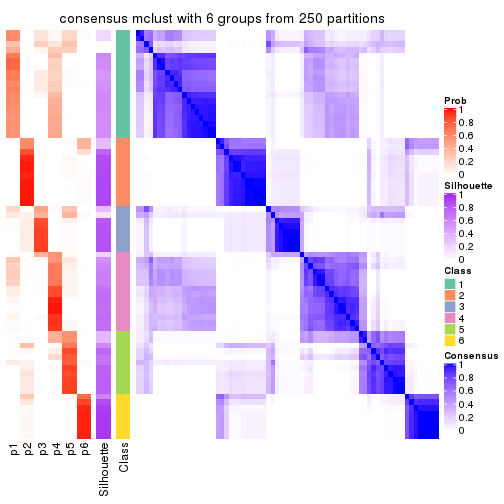 consensus mclust with 6 groups from 250 partitions
Prob
1
0.8
0.6
0.4
0.2
0
Silhouette
1
0.8
0.6
0.4
0.2
0
Class
1
2
3
4
5
6
Consensus
1
0.8
0.6
0.4
0.2
0
p1
p2
p3
p4
p5
p6
Silhouette
Class